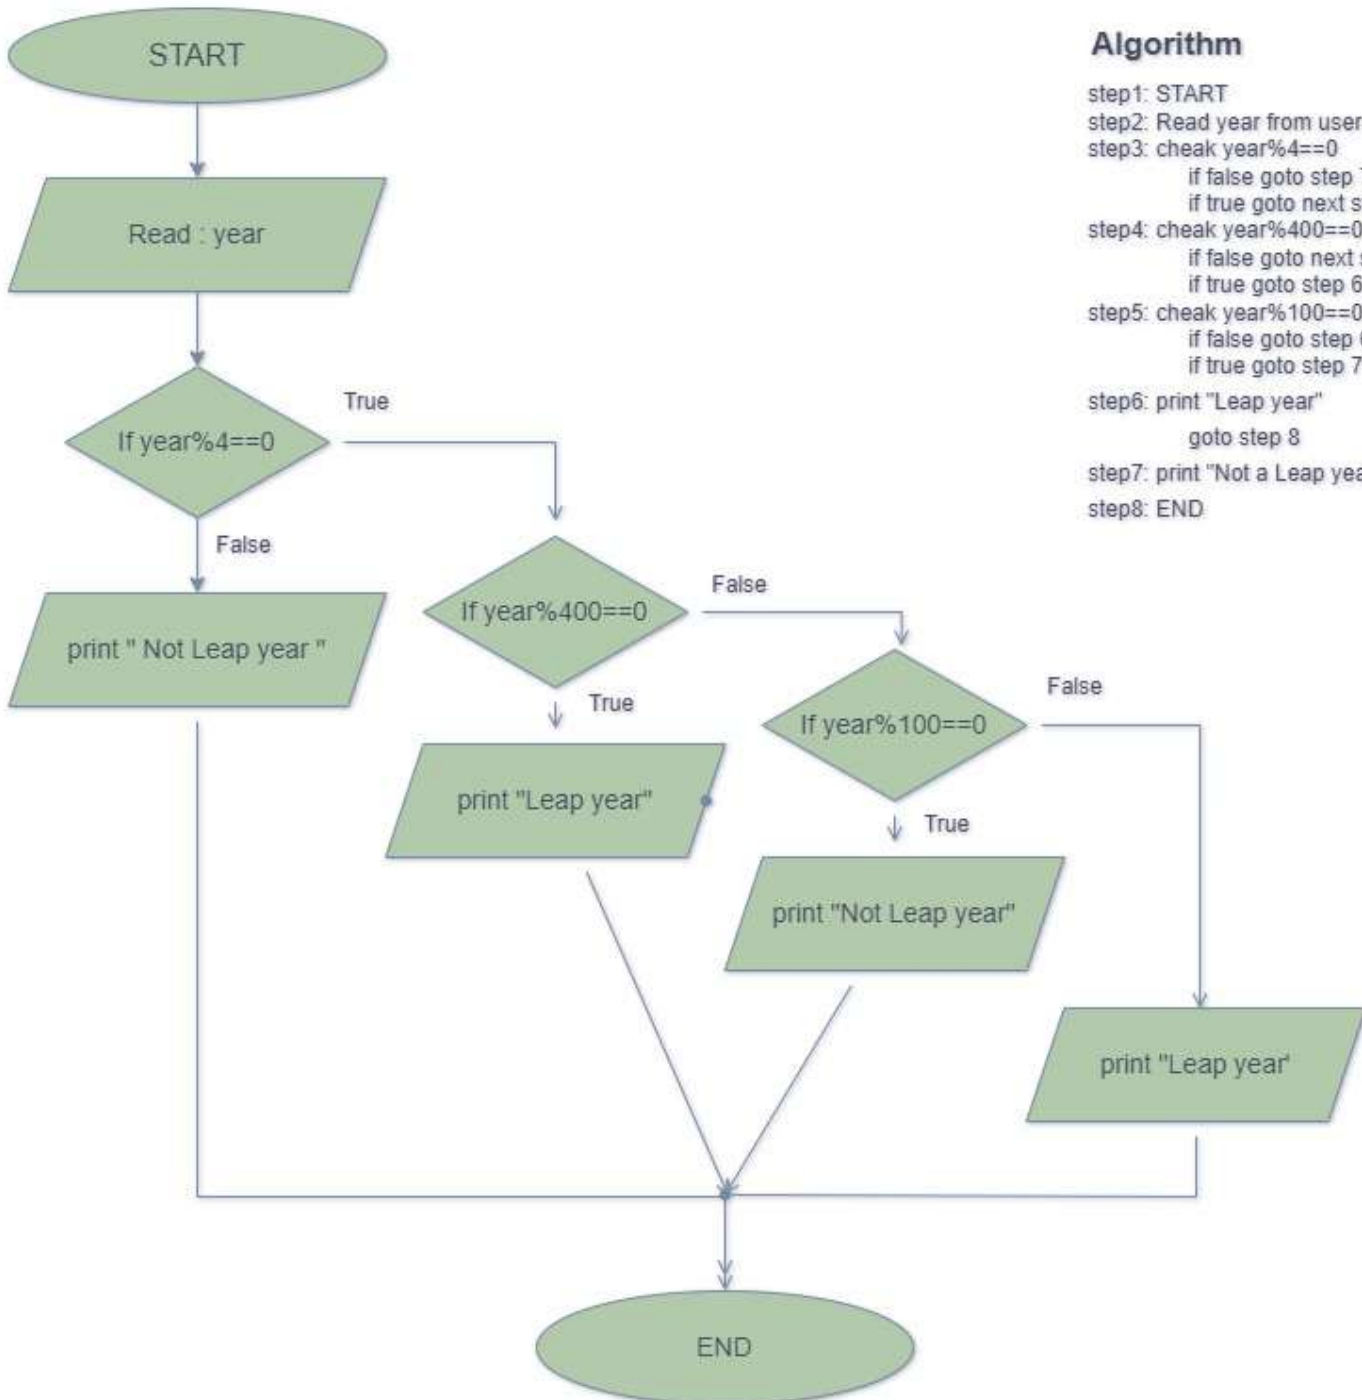 START
Read : year
If year%4==0
True
False
print " Not Leap year "
If year%400==0
False
True
print "Leap year"
If year%100==0
False
True
print "Not Leap year"
print "Leap year'
END
Algorithm
step1: START
step2: Read year from user
step3: cheak year%4==0
if false goto step
if true goto next
step4: cheak year%400==0
if false goto next
if true goto step 6
step5: cheak year%100==0
if false goto step
if true goto step 7
step6: print "Leap year"
goto step 8
step7: print "Not a Leap
step8: END